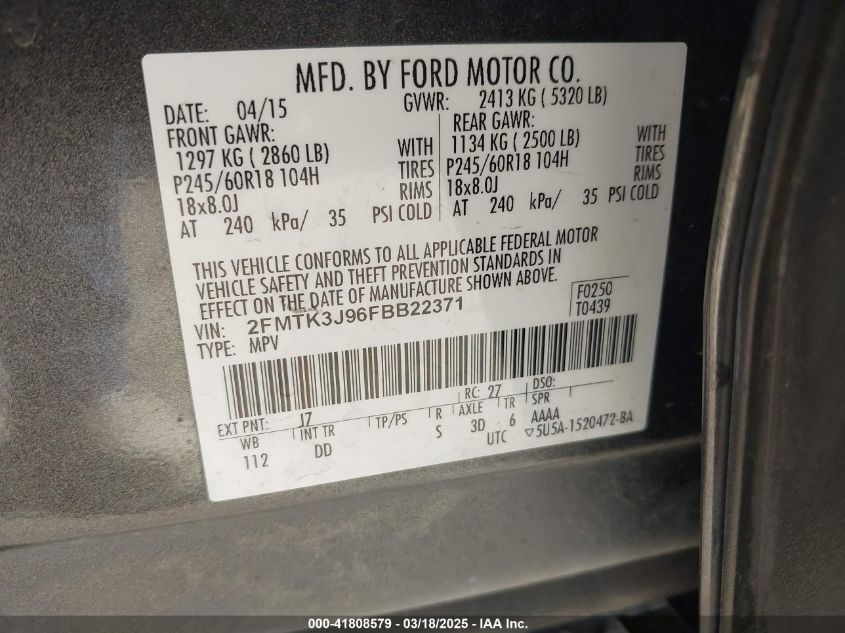 MFD. BY FORD MOTOR CO.
DATE: 04/15 GVWR: 2413 KG ( 5320 LB)
FRONT GAWR: REAR GAWR:
1297 KG ( 2860 LB) WITH 1134 KG ( 2500 LB) WITH
P245/60R18 104H TIRES P245/60R18 104H TIRES
18x8.0J RIMS 18x8.0J RIMS
AT 240 kPa/ 35 PSI COLD AT 240 kPa/ 35 PSI COLD
THIS VEHICLE CONFORMS TO ALL APPLICABLE FEDERAL MOTOR
VEHICLE SAFETY AND THEFT PREVENTION STANDARDS IN
EFFECT ON THE DATE OF MANUFACTURE SHOWN ABOVE.
VIN: 2FMTK3J96FBB22371 F0250
TYPE: MPV T0439
EXT PNT: J7 RC: 27 DSO:
WB INT TR TP/PS R AXLE TR SPR
112 DD S 3D 6 AAAA
UTC ▽5U5A-1520472-BA
000-41808579 — 03/18/2025 — IAA Inc.